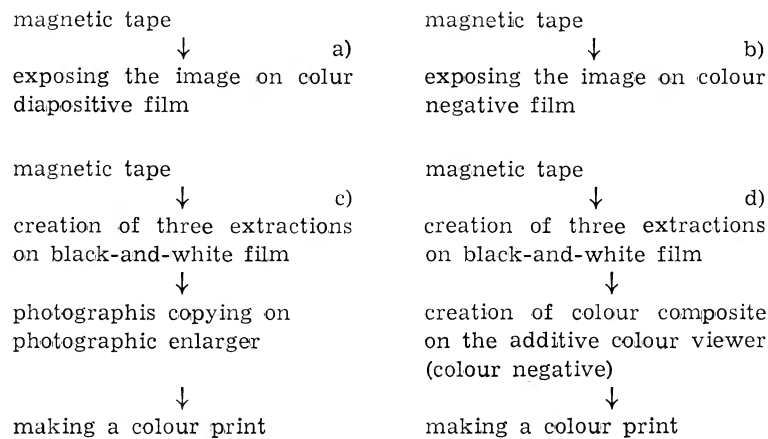 magnetic tape
↓ a)
exposing the image on colur
diapositive film
magnetic tape
↓ b)
exposing the image on colour
negative film
magnetic tape
↓ c)
creation of three extractions
on black-and-white film
↓
photographis copying on
photographic enlarger
↓
making a colour print
magnetic tape
↓ d)
creation of three extractions
on black-and-white film
↓
creation of colour composite
on the additive colour viewer
(colour negative)
↓
making a colour print